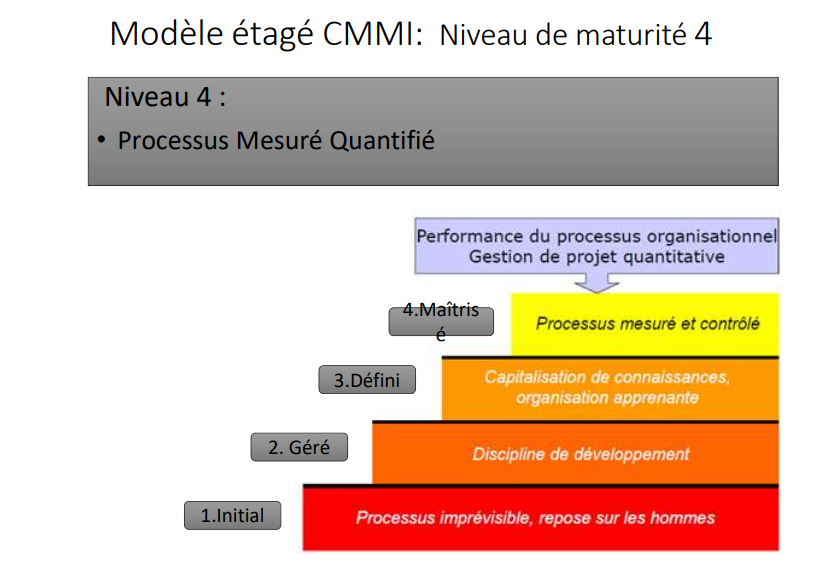 Modèle étagé CMMI: Niveau de maturité 4
Niveau 4 :
• Processus Mesuré Quantifié
Performance du processus organisationnel
Gestion de projet quantitative
4.Maîtris
é
Processus mesuré et contrôlé
3.Défini
Capitalisation de connaissances,
organisation apprenante
2. Géré
Discipline de développement
1.Initial
Processus imprévisible, repose sur les hommes